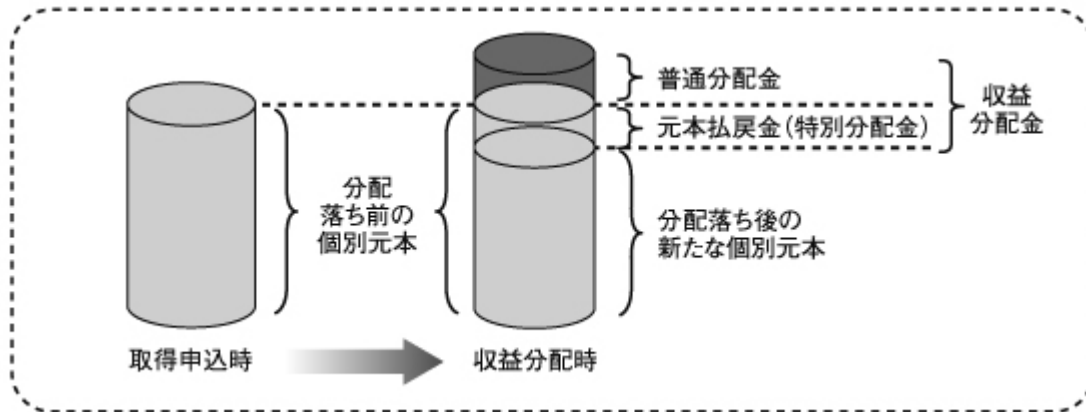 普通分配金
元本払戻金(特別分配金)
収益
分配金
分配
落ち前の
個別元本
分配落ち後の
新たな個別元本
取得申込時
収益分配時